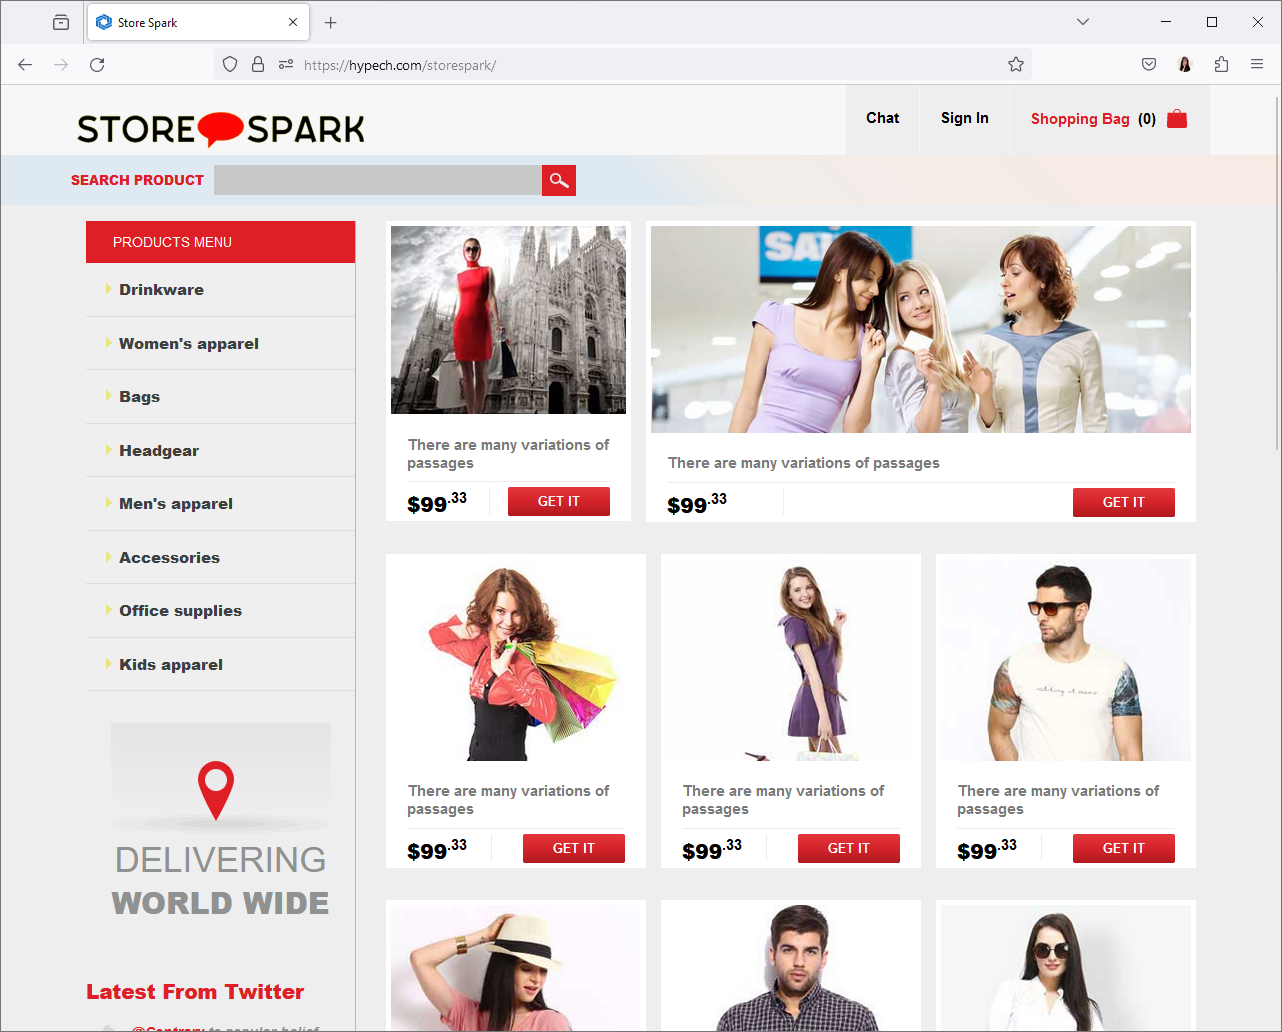 Store Spark
https://hypech.com/storespark/
STORE SPARK
Chat
Sign In
Shopping Bag (0)
SEARCH PRODUCT
PRODUCTS MENU
Drinkware
Women's apparel
Bags
Headgear
Men's apparel
Accessories
Office supplies
Kids apparel
DELIVERING
WORLD WIDE
Latest From Twitter
@Contrary to popular belief
There are many variations of
passages
$99.33
GET IT
There are many variations of passages
$99.33
GET IT
There are many variations of
passages
$99.33
GET IT
There are many variations of
passages
$99.33
GET IT
There are many variations of
passages
$99.33
GET IT